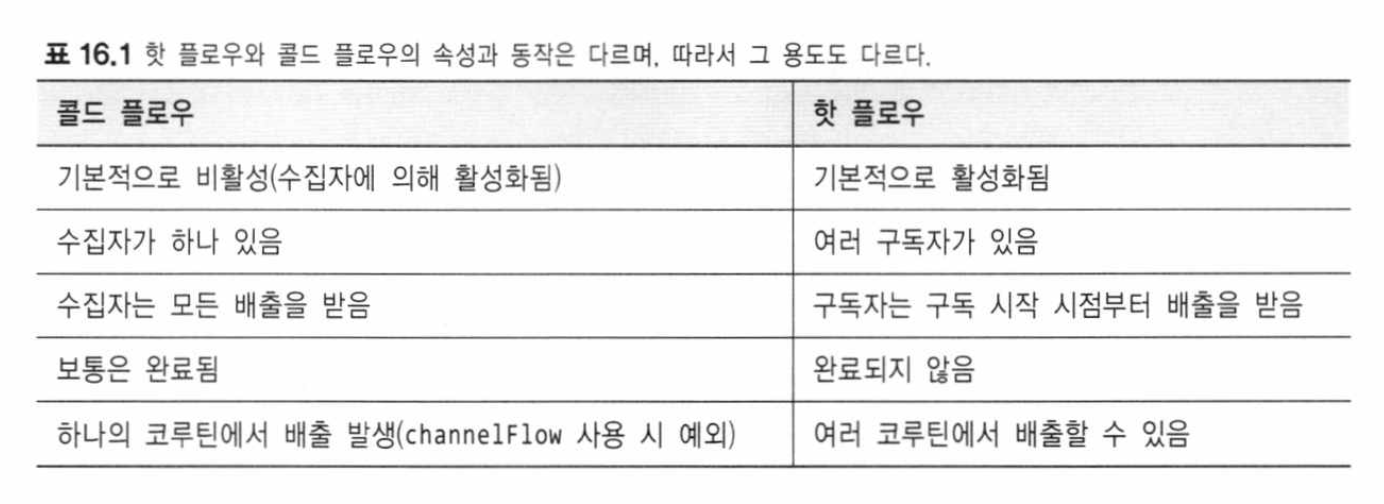 표 16.1 핫 플로우와 콜드 플로우의 속성과 동작은 다르며, 따라서 그 용도도 다르다.
콜드 플로우 핫 플로우
기본적으로 비활성(수집자에 의해 활성화됨) 기본적으로 활성화됨
수집자가 하나 있음 여러 구독자가 있음
수집자는 모든 배출을 받음 구독자는 구독 시작 시점부터 배출을 받음
보통은 완료됨 완료되지 않음
하나의 코루틴에서 배출 발생(channelFlow 사용 시 예외) 여러 코루틴에서 배출할 수 있음